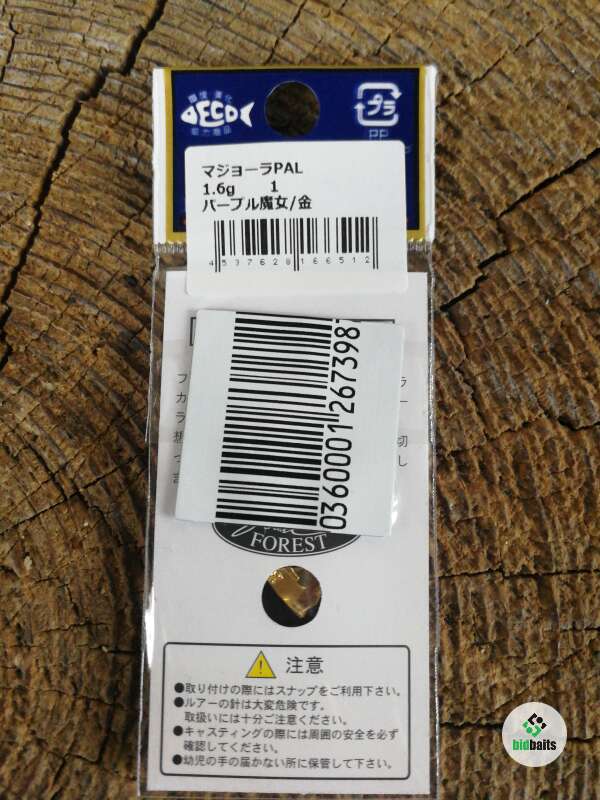 環境
ECO
プラ
PP
マジョーラPAL
1.6g 1
パープル魔女/金
4 537628 166512
0360001267398
FOREST
注意
●取り付けの際にはスナップをご利用下さい。
●ルアーの針は大変危険です。
取扱いには十分ご注意ください。
●キャスティングの際には周囲の安全を必ず
確認してください。
●幼児の手の届かない所に保管して下さい。
bidbaits